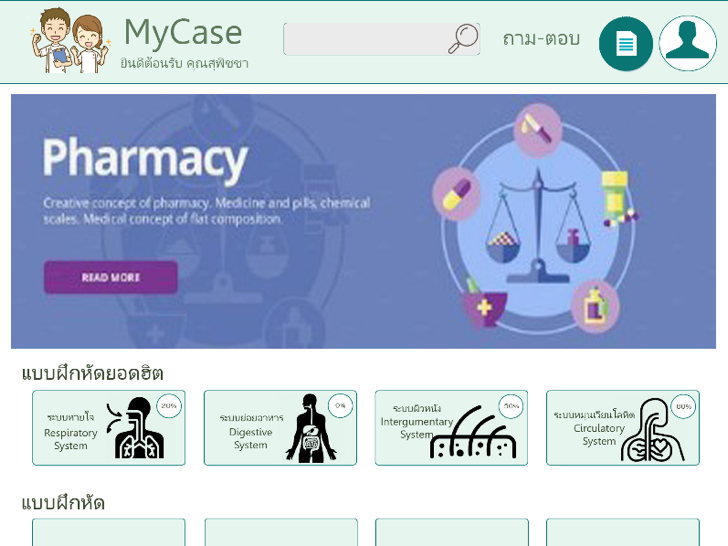 MyCase
ยินดีต้อนรับ คุณสุพิชชา
ถาม-ตอบ
Pharmacy
Creative concept of pharmacy. Medicine and pills, chemical
scales. Medical concept of flat composition.
READ MORE
แบบฝึกหัดยอดฮิต
ระบบหายใจ
Respiratory
System
20%
ระบบย่อยอาหาร
Digestive
System
0%
ระบบผิวหนัง
Intergumentary
System
50%
ระบบหมุนเวียนโลหิต
Circulatory
System
60%
แบบฝึกหัด